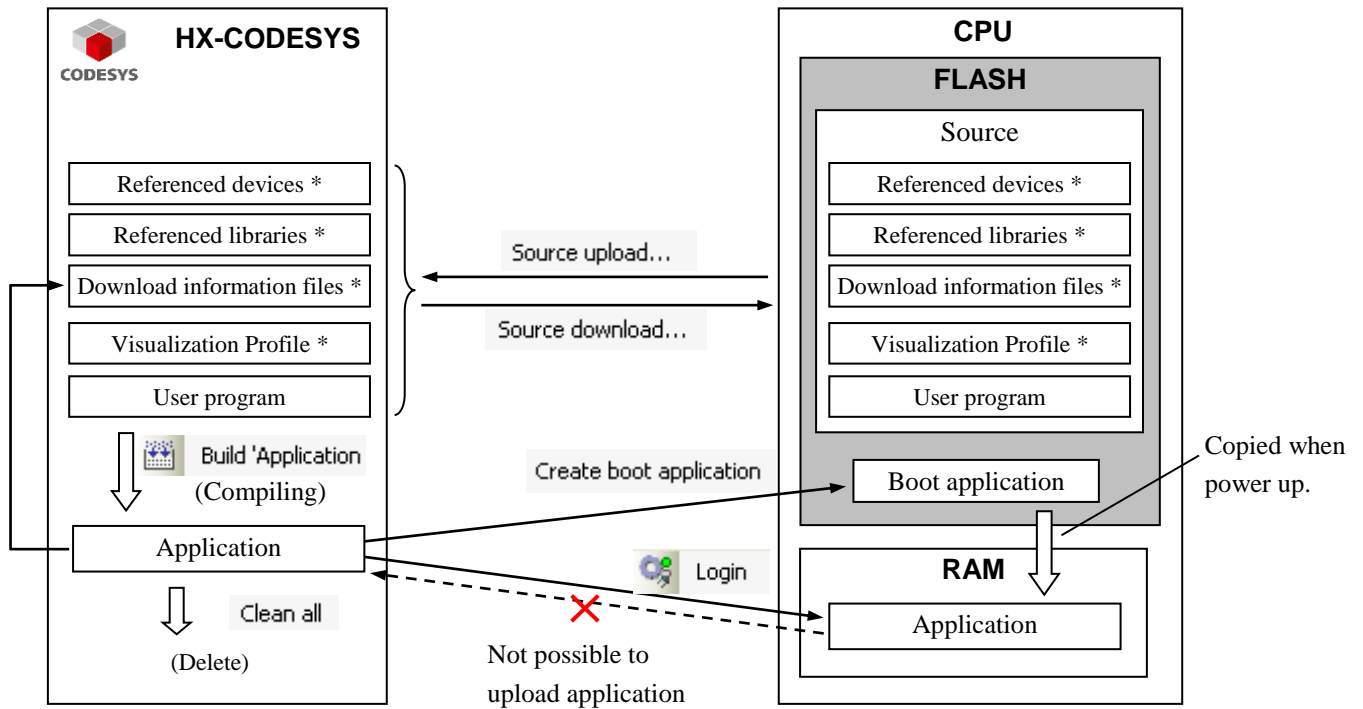 HX-CODESYS
CODESYS
Referenced devices *
Referenced libraries *
Download information files *
Visualization Profile *
User program
Build 'Application
(Compiling)
Application
Clean all
(Delete)
Source upload...
Source download...
Create boot application
Login
Not possible to
upload application
CPU
FLASH
Source
Referenced devices *
Referenced libraries *
Download information files *
Visualization Profile *
User program
Boot application
RAM
Application
Copied when
power up.